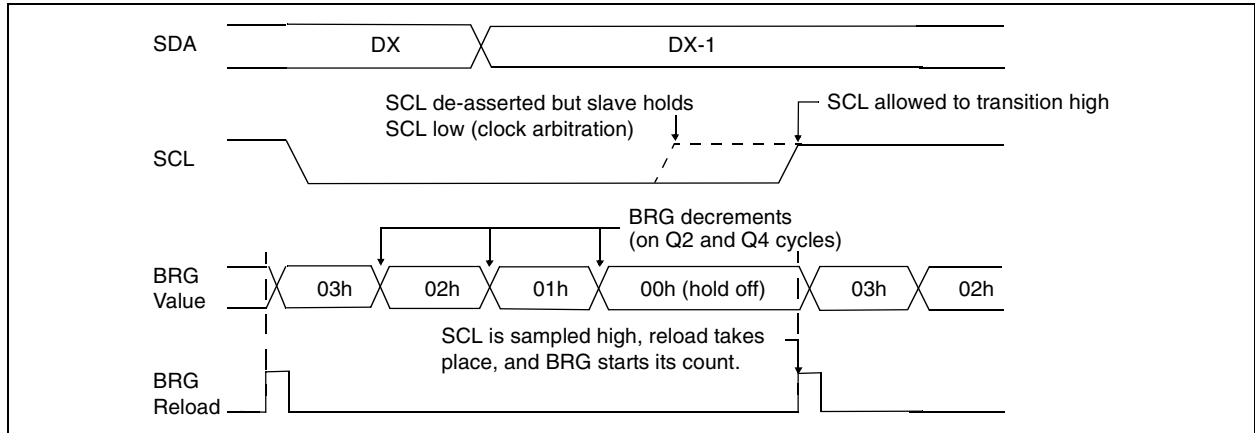 SDA
DX
DX-1
SCL de-asserted but slave holds
SCL low (clock arbitration)
SCL allowed to transition high
SCL
BRG decrements
(on Q2 and Q4 cycles)
BRG
Value
03h
02h
01h
00h (hold off)
03h
02h
SCL is sampled high, reload takes
place, and BRG starts its count.
BRG
Reload